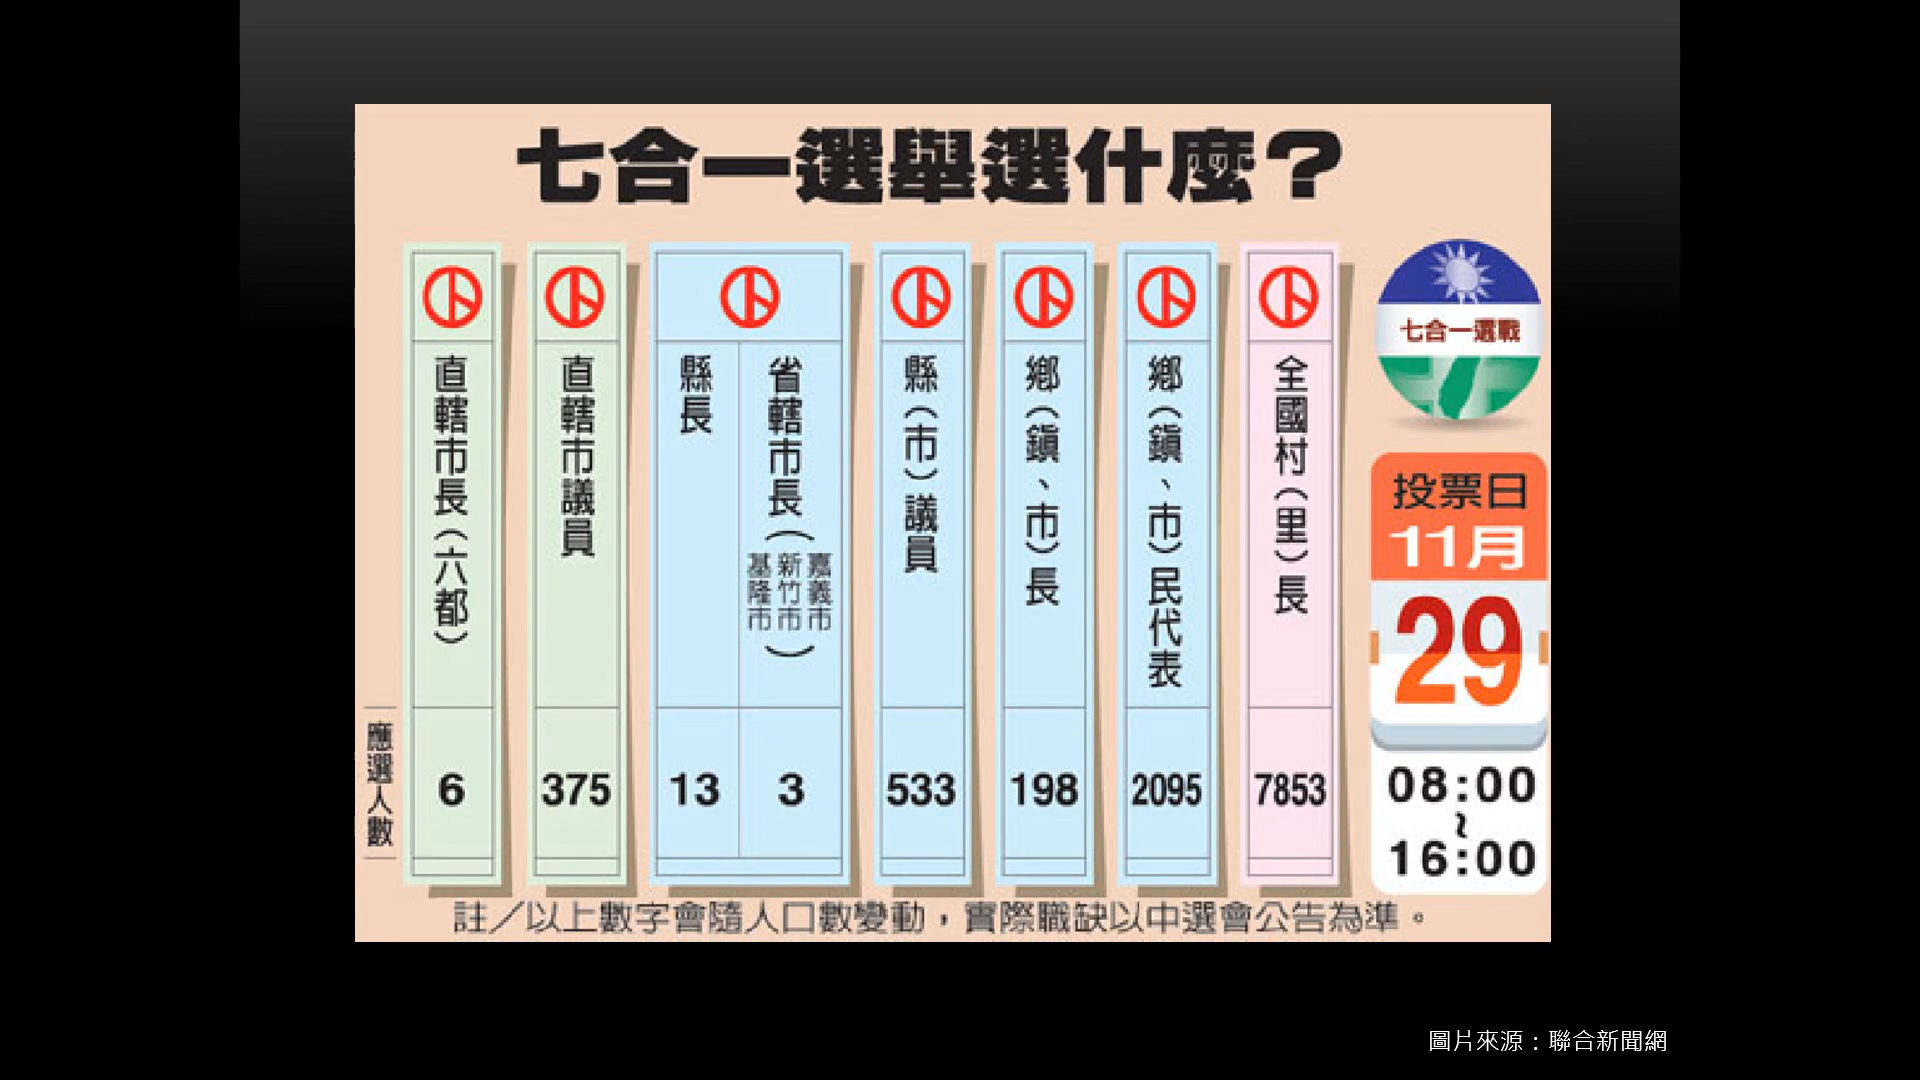 七合一選舉選什麼？
直轄市長(六都)
直轄市議員
縣長
省轄市長(嘉義市 新竹市 基隆市)
縣(市)議員
鄉(鎮、市)長
鄉(鎮、市)民代表
全國村(里)長
應選人數
6
375
13
3
533
198
2095
7853
七合一選戰
投票日
11月
29
08:00
~
16:00
註／以上數字會隨人口數變動，實際職缺以中選會公告為準。
圖片來源：聯合新聞網